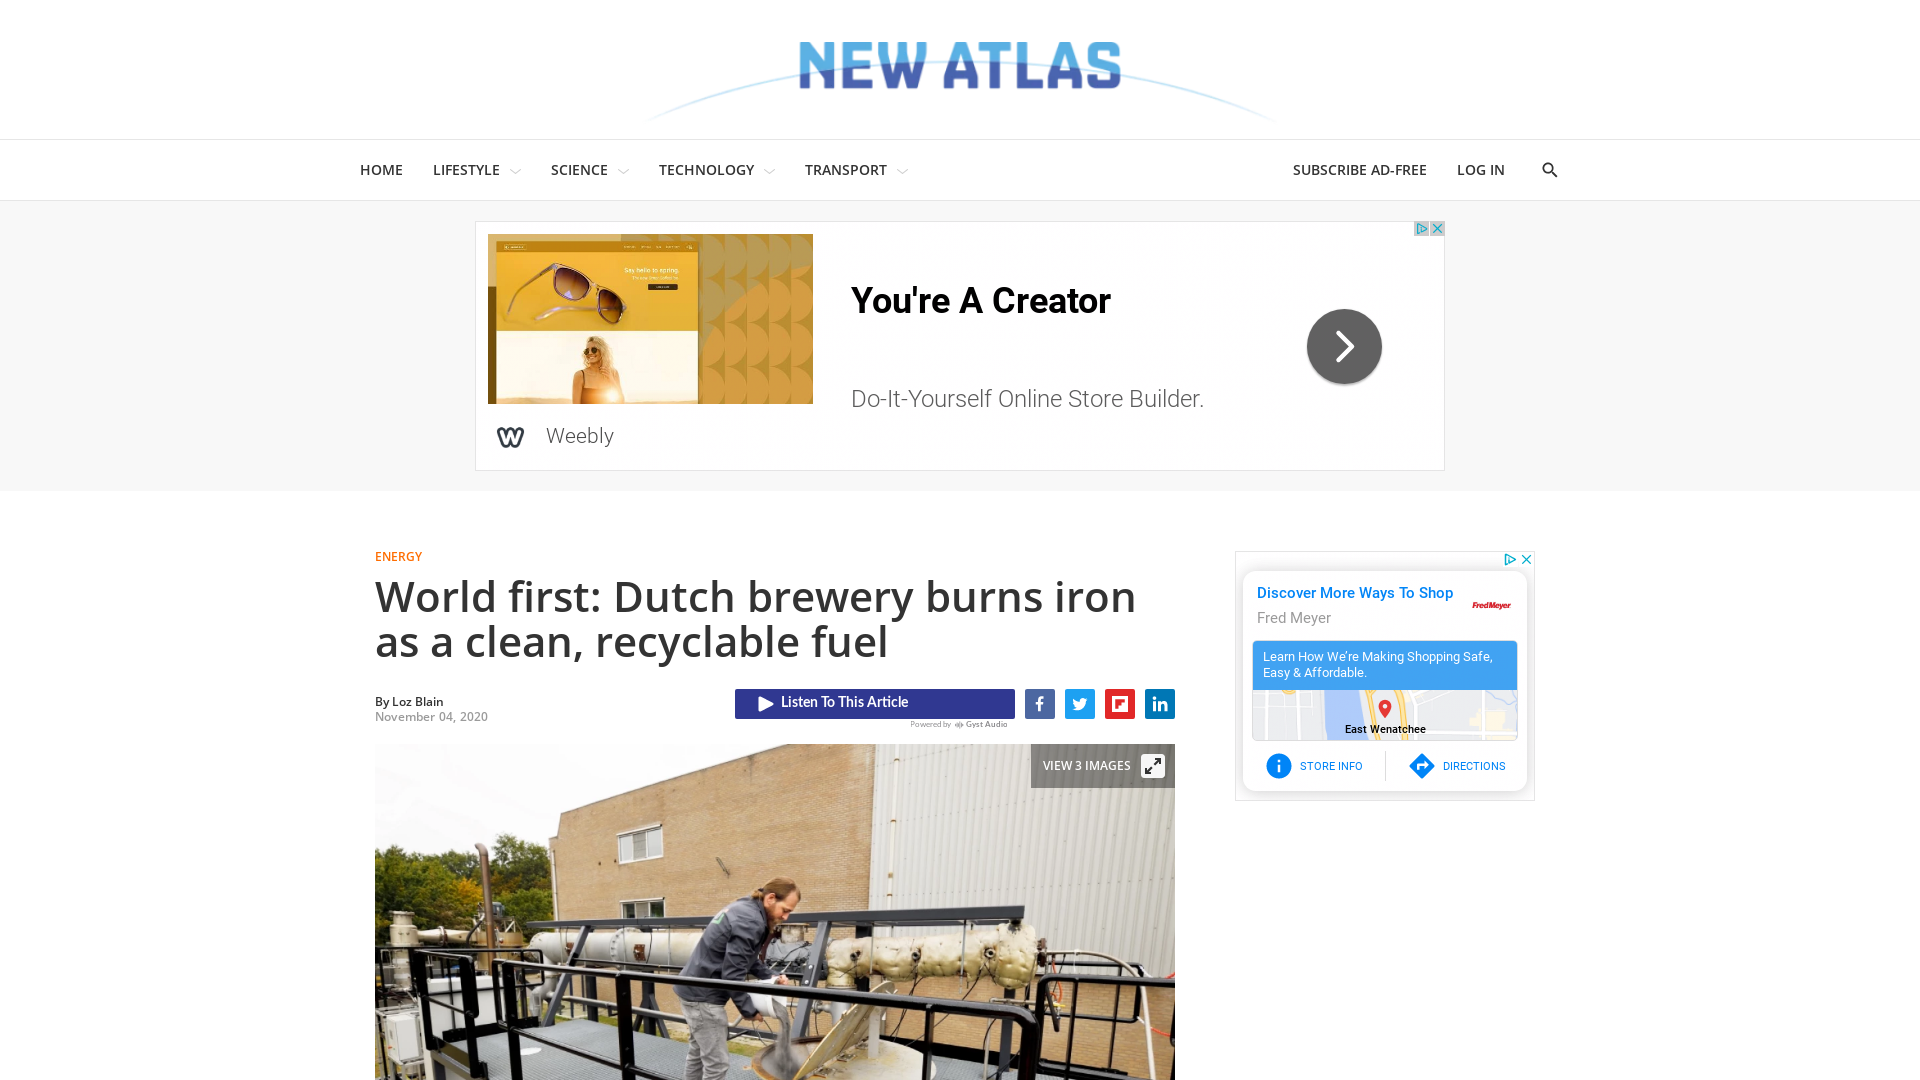 NEW ATLAS
HOME
LIFESTYLE
SCIENCE
TECHNOLOGY
TRANSPORT
SUBSCRIBE AD-FREE
LOG IN
Say hello to spring.
You're A Creator
Do-It-Yourself Online Store Builder.
Weebly
ENERGY
World first: Dutch brewery burns iron
as a clean, recyclable fuel
By Loz Blain
November 04, 2020
Listen To This Article
Powered by Gyst Audio
VIEW 3 IMAGES
Discover More Ways To Shop
Fred Meyer
FredMeyer
Learn How We're Making Shopping Safe,
Easy & Affordable.
East Wenatchee
STORE INFO
DIRECTIONS